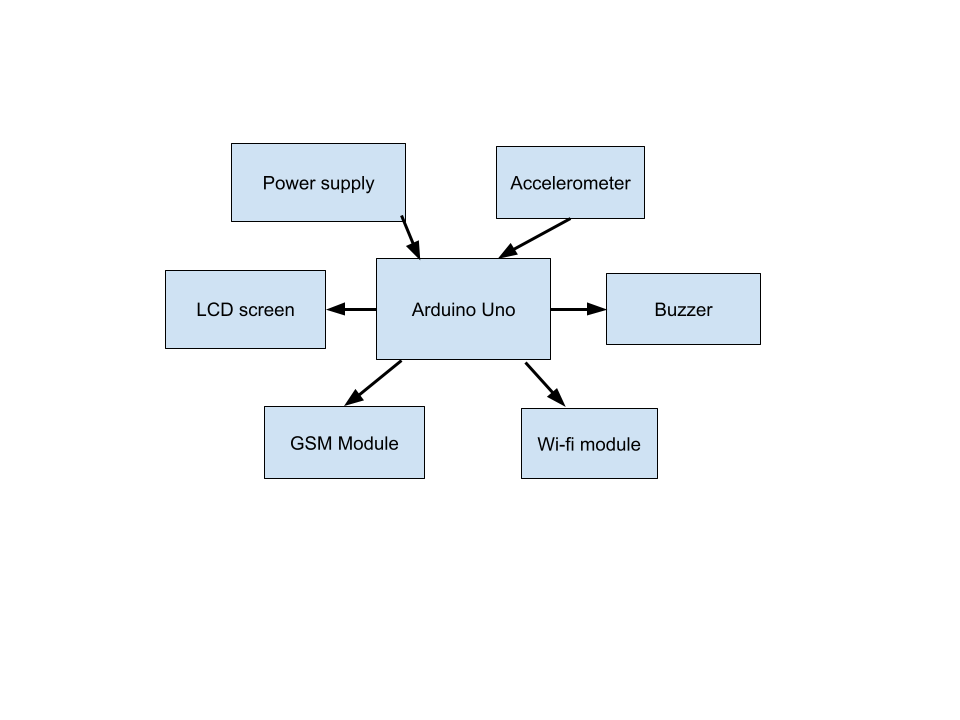 Power supply
Accelerometer
LCD screen
Arduino Uno
Buzzer
GSM Module
Wi-fi module